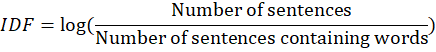 IDF = log(Number of sentences / Number of sentences containing words)